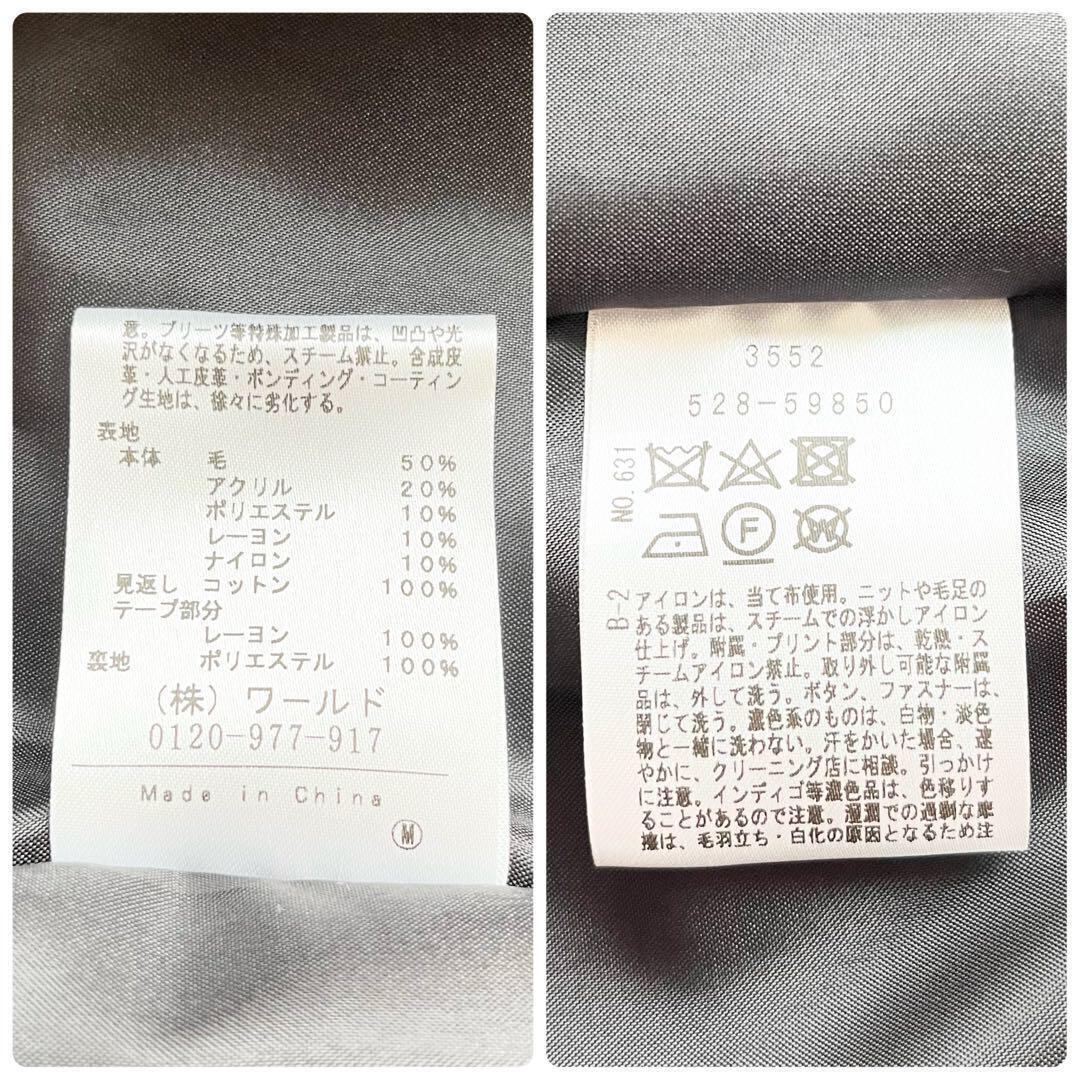 意。プリーツ等特殊加工製品は、凹凸や光
沢がなくなるため、スチーム禁止。合成皮
革・人工皮革・ボンディング・コーティン
グ生地は、徐々に劣化する。
表地
本体 毛 50%
アクリル 20%
ポリエステル 10%
レーヨン 10%
ナイロン 10%
見返し コットン 100%
テープ部分
レーヨン 100%
裏地 ポリエステル 100%
(株)ワールド
0120-977-917
Made in China
M
3552
528-59850
NO.631
F
W
B-2
アイロンは、当て布使用。ニットや毛足の
ある製品は、スチームでの浮かしアイロン
仕上げ。附属・プリント部分は、乾熱・ス
チームアイロン禁止。取り外し可能な附属
品は、外して洗う。ボタン、ファスナーは、
閉じて洗う。濃色系のものは、白物・淡色
物と一緒に洗わない。汗をかいた場合、速
やかに、クリーニング店に相談。引っかけ
に注意。インディゴ等濃色品は、色移りす
ることがあるので注意。湿潤での過剰な摩
擦は、毛羽立ち・白化の原因となるため注